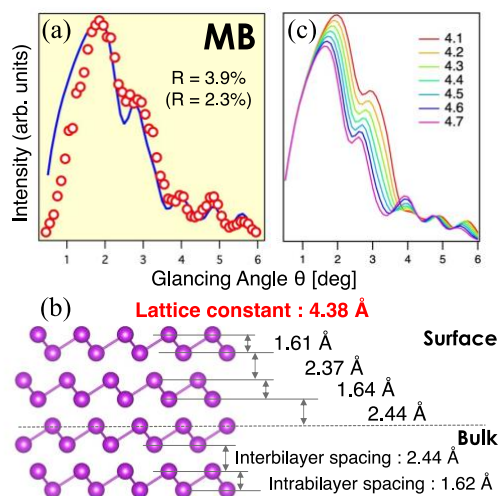 (a)
MB
R = 3.9%
(R = 2.3%)
Intensity (arb. units)
1 2 3 4 5 6
(c)
4.1
4.2
4.3
4.4
4.5
4.6
4.7
1 2 3 4 5 6
Glancing Angle θ [deg]
(b)
Lattice constant : 4.38 Å
Surface
1.61 Å
2.37 Å
1.64 Å
2.44 Å
Bulk
Interbilayer spacing : 2.44 Å
Intrabilayer spacing : 1.62 Å